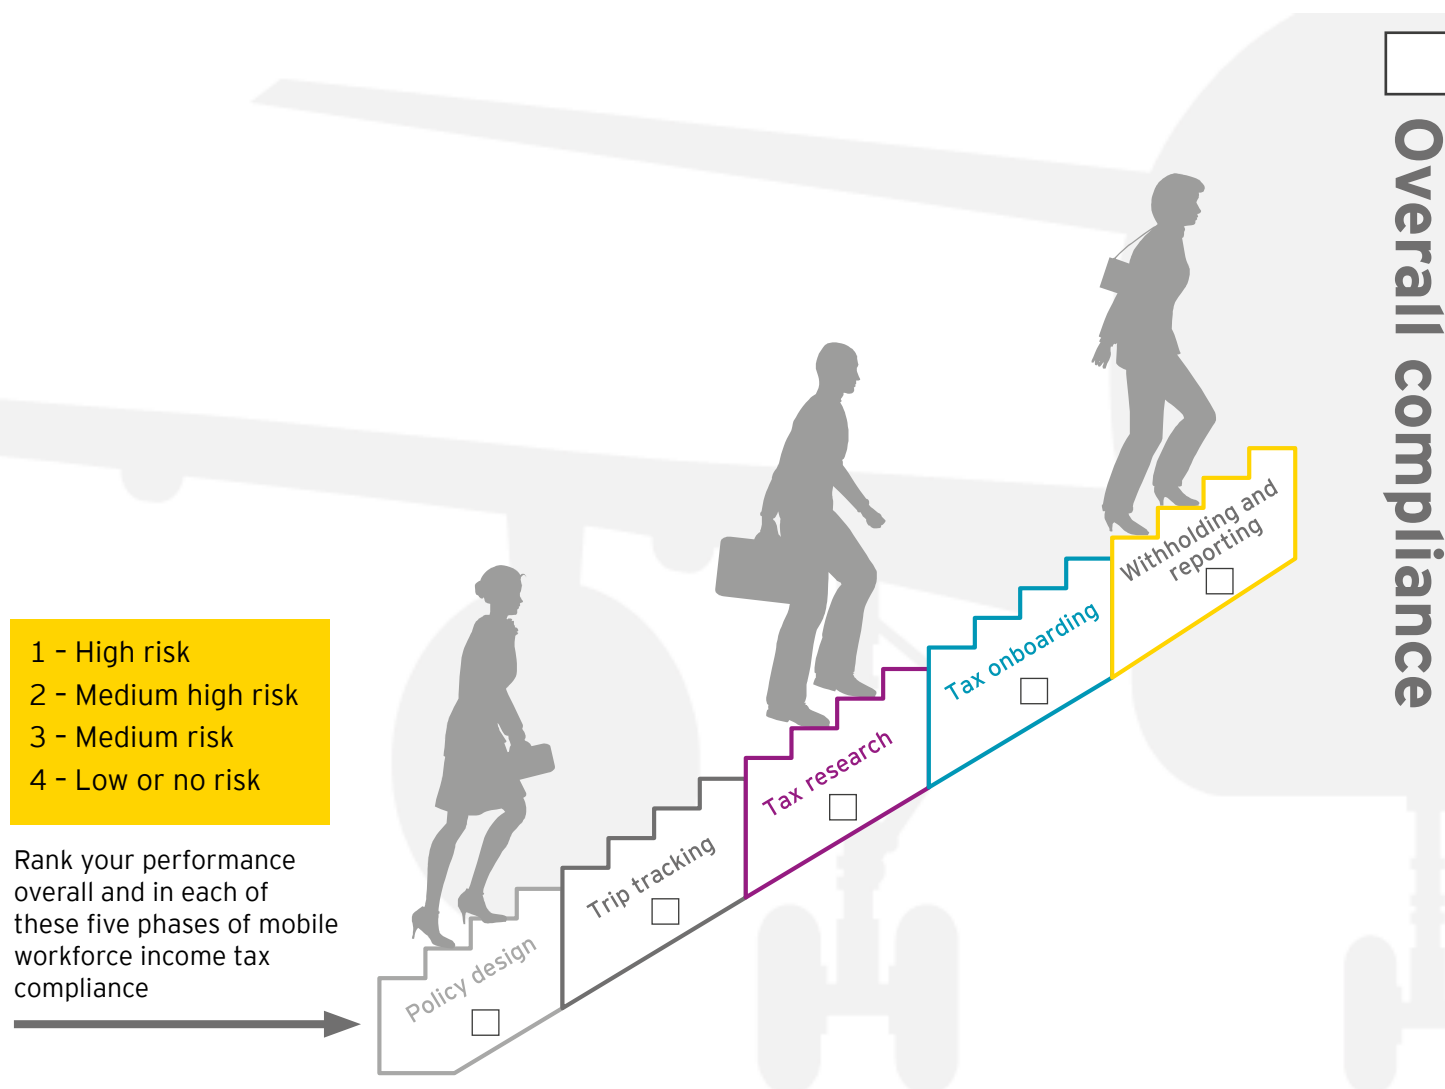 Overall compliance
Withholding and
reporting
Tax onboarding
Tax research
Trip tracking
Policy design
1 – High risk
2 – Medium high risk
3 – Medium risk
4 – Low or no risk
Rank your performance
overall and in each of
these five phases of mobile
workforce income tax
compliance